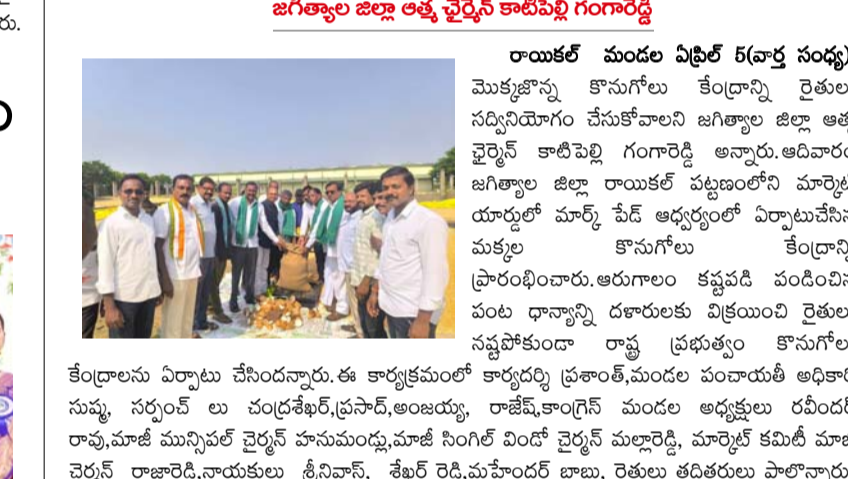 జగిత్యాల జిల్లా ఆత్మ ఛైర్మెన్ కాటిపెల్లి గంగారెడ్డి
రు.
రాయికల్ మండల ఏప్రిల్ 5(వార్త సంధ్య)
మొక్కజొన్న కొనుగోలు కేంద్రాన్ని రైతులు
సద్వినియోగం చేసుకోవాలని జగిత్యాల జిల్లా ఆత్మ
ఛైర్మెన్ కాటిపెల్లి గంగారెడ్డి అన్నారు.ఆదివారం
జగిత్యాల జిల్లా రాయికల్ పట్టణంలోని మార్కెట్
యార్డులో మార్క్ పేడ్ ఆధ్వర్యంలో ఏర్పాటుచేసిన
మక్కల కొనుగోలు కేంద్రాన్ని
ప్రారంభించారు.ఆరుగాలం కష్టపడి పండించిన
పంట ధాన్యాన్ని దళారులకు విక్రయించి రైతులు
నష్టపోకుండా రాష్ట్ర ప్రభుత్వం కొనుగోలు
కేంద్రాలను ఏర్పాటు చేసిందన్నారు.ఈ కార్యక్రమంలో కార్యదర్శి ప్రశాంత్,మండల పంచాయతీ అధికారి
సుష్మ, సర్పంచ్ లు చంద్రశేఖర్,ప్రసాద్,అంజయ్య, రాజేష్,కాంగ్రెస్ మండల అధ్యక్షులు రవీందర్
రావు,మాజీ మున్సిపల్ చైర్మన్ హనుమండ్లు,మాజీ సింగిల్ విండో చైర్మన్ మల్లారెడ్డి, మార్కెట్ కమిటీ మాజీ
చైర్మన్ రాజారెడ్డి,నాయకులు శ్రీనివాస్, శేఖర్ రెడ్డి,మహేందర్ బాబు, రైతులు తదితరులు పాల్గొన్నారు